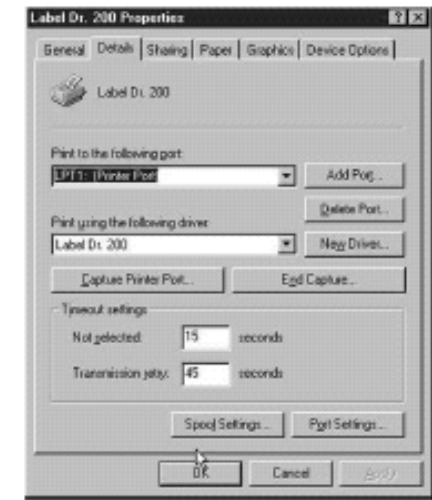 Label Dr. 200 Properties
General Details Sharing Paper Graphics Device Options
Label Dr. 200
Print to the following port:
LPT1: (Printer Port) Add Port...
Delete Port...
Print using the following driver:
Label Dr. 200 New Driver...
Capture Printer Port... End Capture...
Timeout settings
Not selected: 15 seconds
Transmission retry: 45 seconds
Spool Settings... Port Settings...
OK Cancel Apply